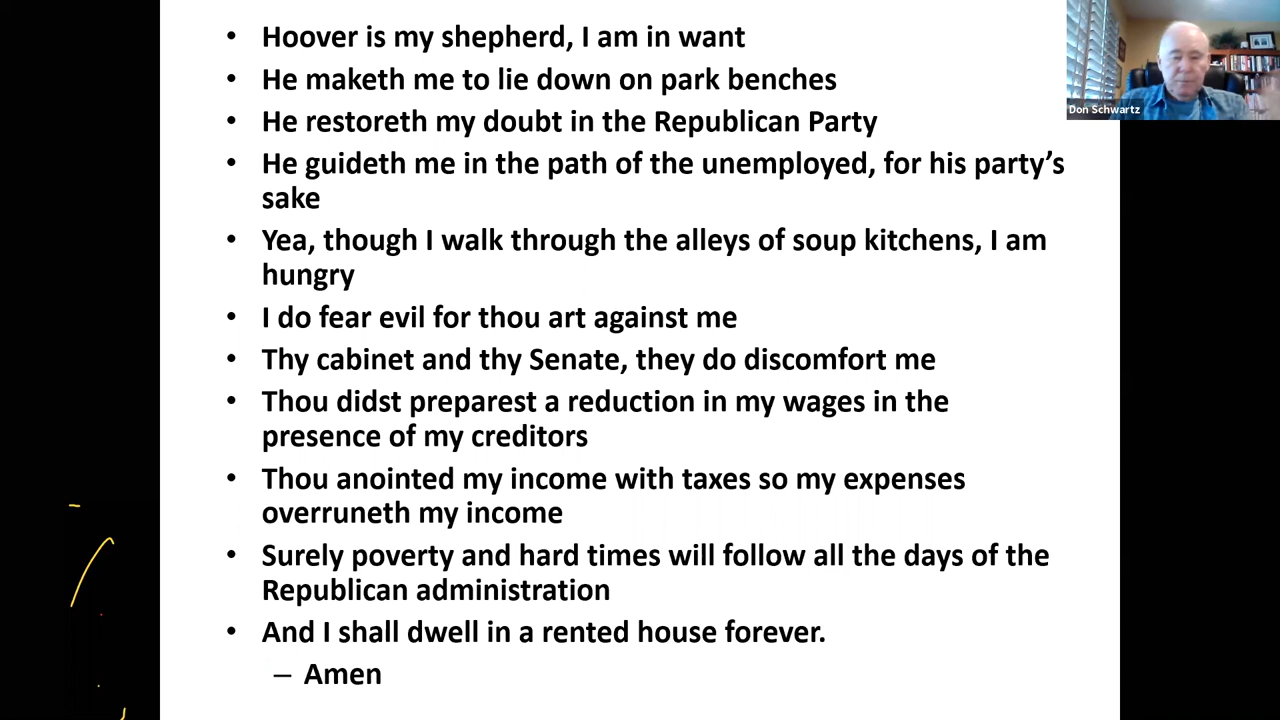 • Hoover is my shepherd, I am in want
• He maketh me to lie down on park benches
• He restoreth my doubt in the Republican Party
• He guideth me in the path of the unemployed, for his party’s
sake
• Yea, though I walk through the alleys of soup kitchens, I am
hungry
• I do fear evil for thou art against me
• Thy cabinet and thy Senate, they do discomfort me
• Thou didst preparest a reduction in my wages in the
presence of my creditors
• Thou anointed my income with taxes so my expenses
overruneth my income
• Surely poverty and hard times will follow all the days of the
Republican administration
• And I shall dwell in a rented house forever.
– Amen
Don Schwartz